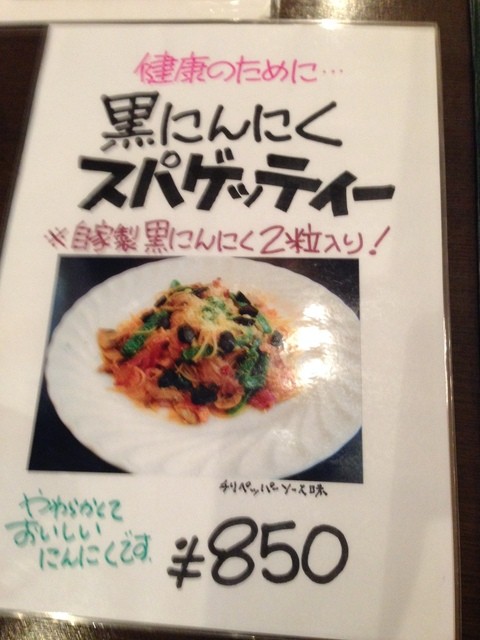 健康のために…
黒にんにく
スパゲッティー
※自家製黒にんにく2粒入り!
チリペッパーソース味
やわらかくて
おいしい
にんにくです。
¥850